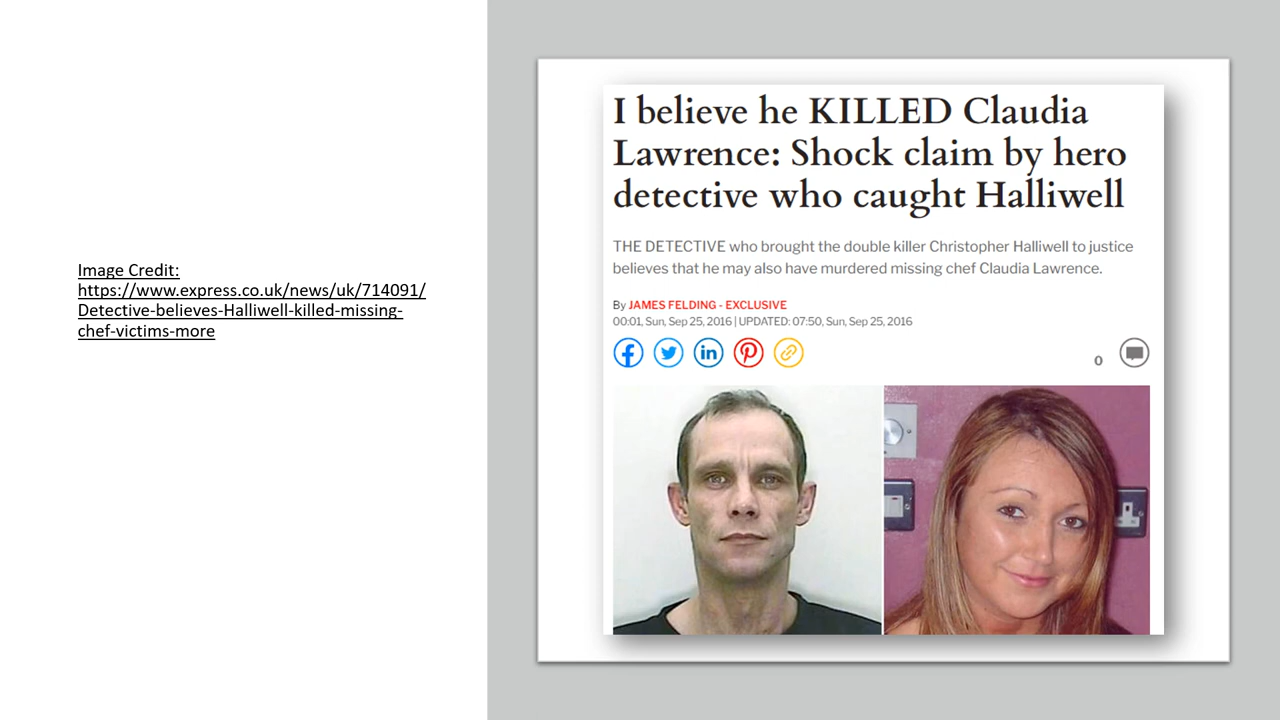 Image Credit:
https://www.express.co.uk/news/uk/714091/
Detective-believes-Halliwell-killed-missing-
chef-victims-more
I believe he KILLED Claudia
Lawrence: Shock claim by hero
detective who caught Halliwell
THE DETECTIVE who brought the double killer Christopher Halliwell to justice
believes that he may also have murdered missing chef Claudia Lawrence.
By JAMES FELDING - EXCLUSIVE
00:01, Sun, Sep 25, 2016 | UPDATED: 07:50, Sun, Sep 25, 2016
0